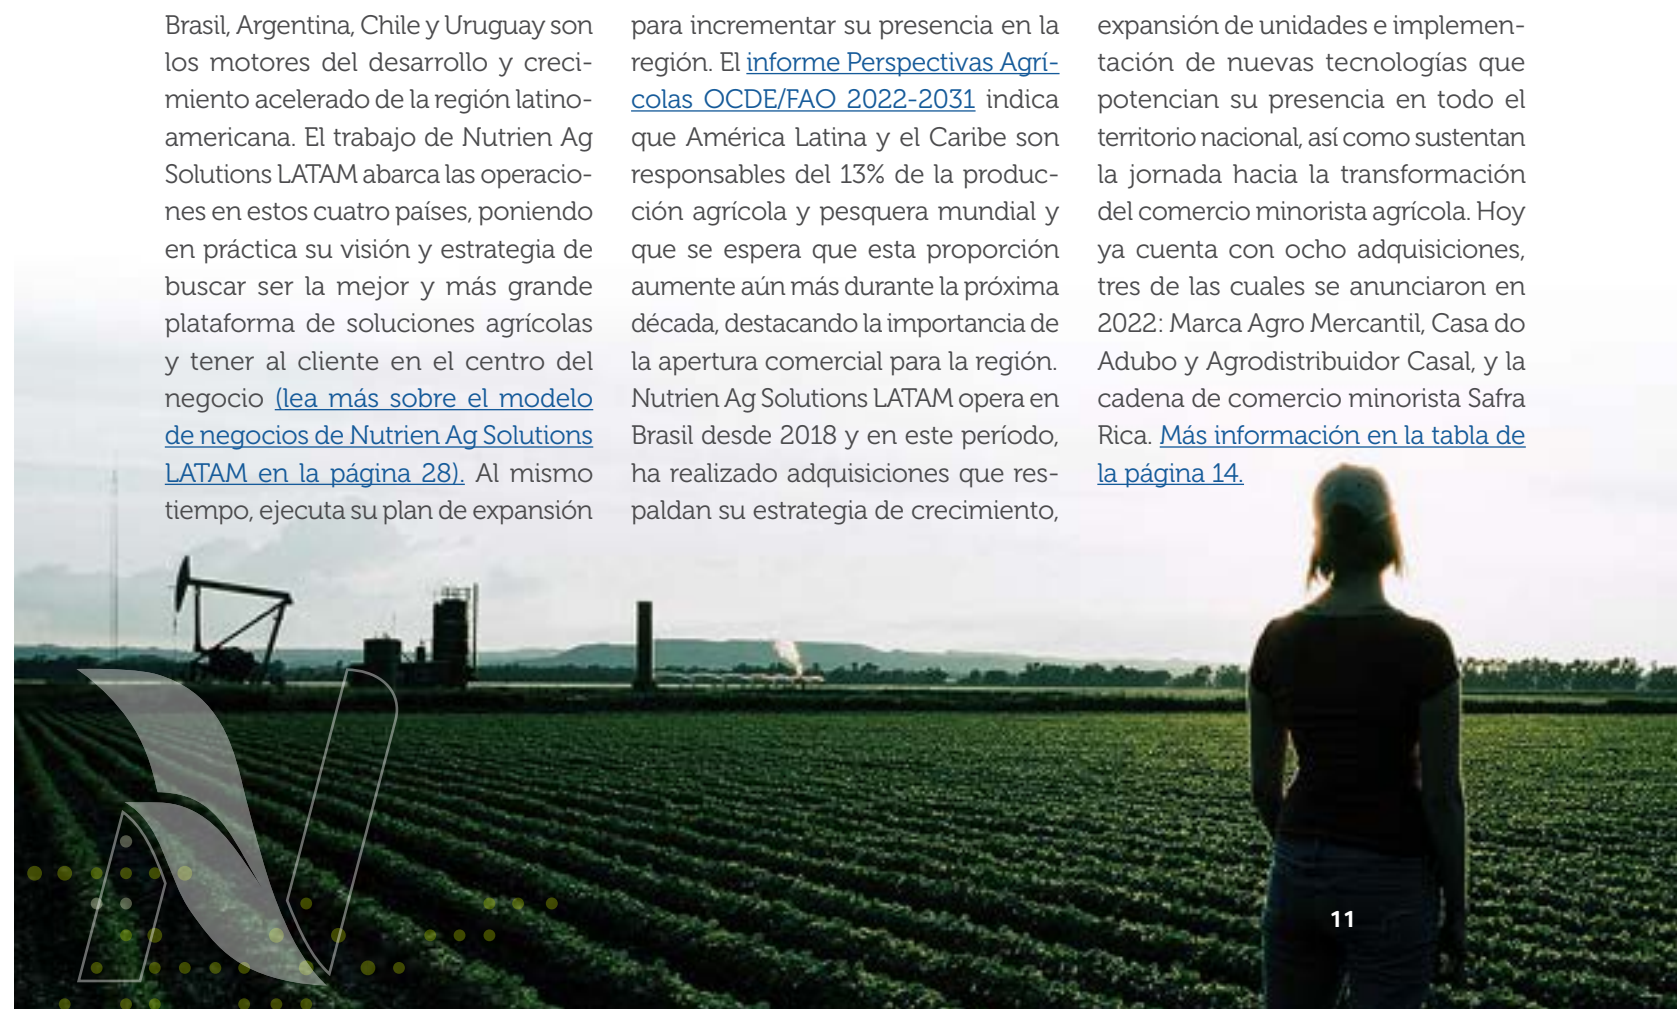 Brasil, Argentina, Chile y Uruguay son
los motores del desarrollo y creci-
miento acelerado de la región latino-
americana. El trabajo de Nutrien Ag
Solutions LATAM abarca las operacio-
nes en estos cuatro países, poniendo
en práctica su visión y estrategia de
buscar ser la mejor y más grande
plataforma de soluciones agrícolas
y tener al cliente en el centro del
negocio (lea más sobre el modelo
de negocios de Nutrien Ag Solutions
LATAM en la página 28). Al mismo
tiempo, ejecuta su plan de expansión
para incrementar su presencia en la
región. El informe Perspectivas Agrí-
colas OCDE/FAO 2022-2031 indica
que América Latina y el Caribe son
responsables del 13% de la produc-
ción agrícola y pesquera mundial y
que se espera que esta proporción
aumente aún más durante la próxima
década, destacando la importancia de
la apertura comercial para la región.
Nutrien Ag Solutions LATAM opera en
Brasil desde 2018 y en este período,
ha realizado adquisiciones que res-
paldan su estrategia de crecimiento,
expansión de unidades e implemen-
tación de nuevas tecnologías que
potencian su presencia en todo el
territorio nacional, así como sustentan
la jornada hacia la transformación
del comercio minorista agrícola. Hoy
ya cuenta con ocho adquisiciones,
tres de las cuales se anunciaron en
2022: Marca Agro Mercantil, Casa do
Adubo y Agrodistribuidor Casal, y la
cadena de comercio minorista Safra
Rica. Más información en la tabla de
la página 14.
11